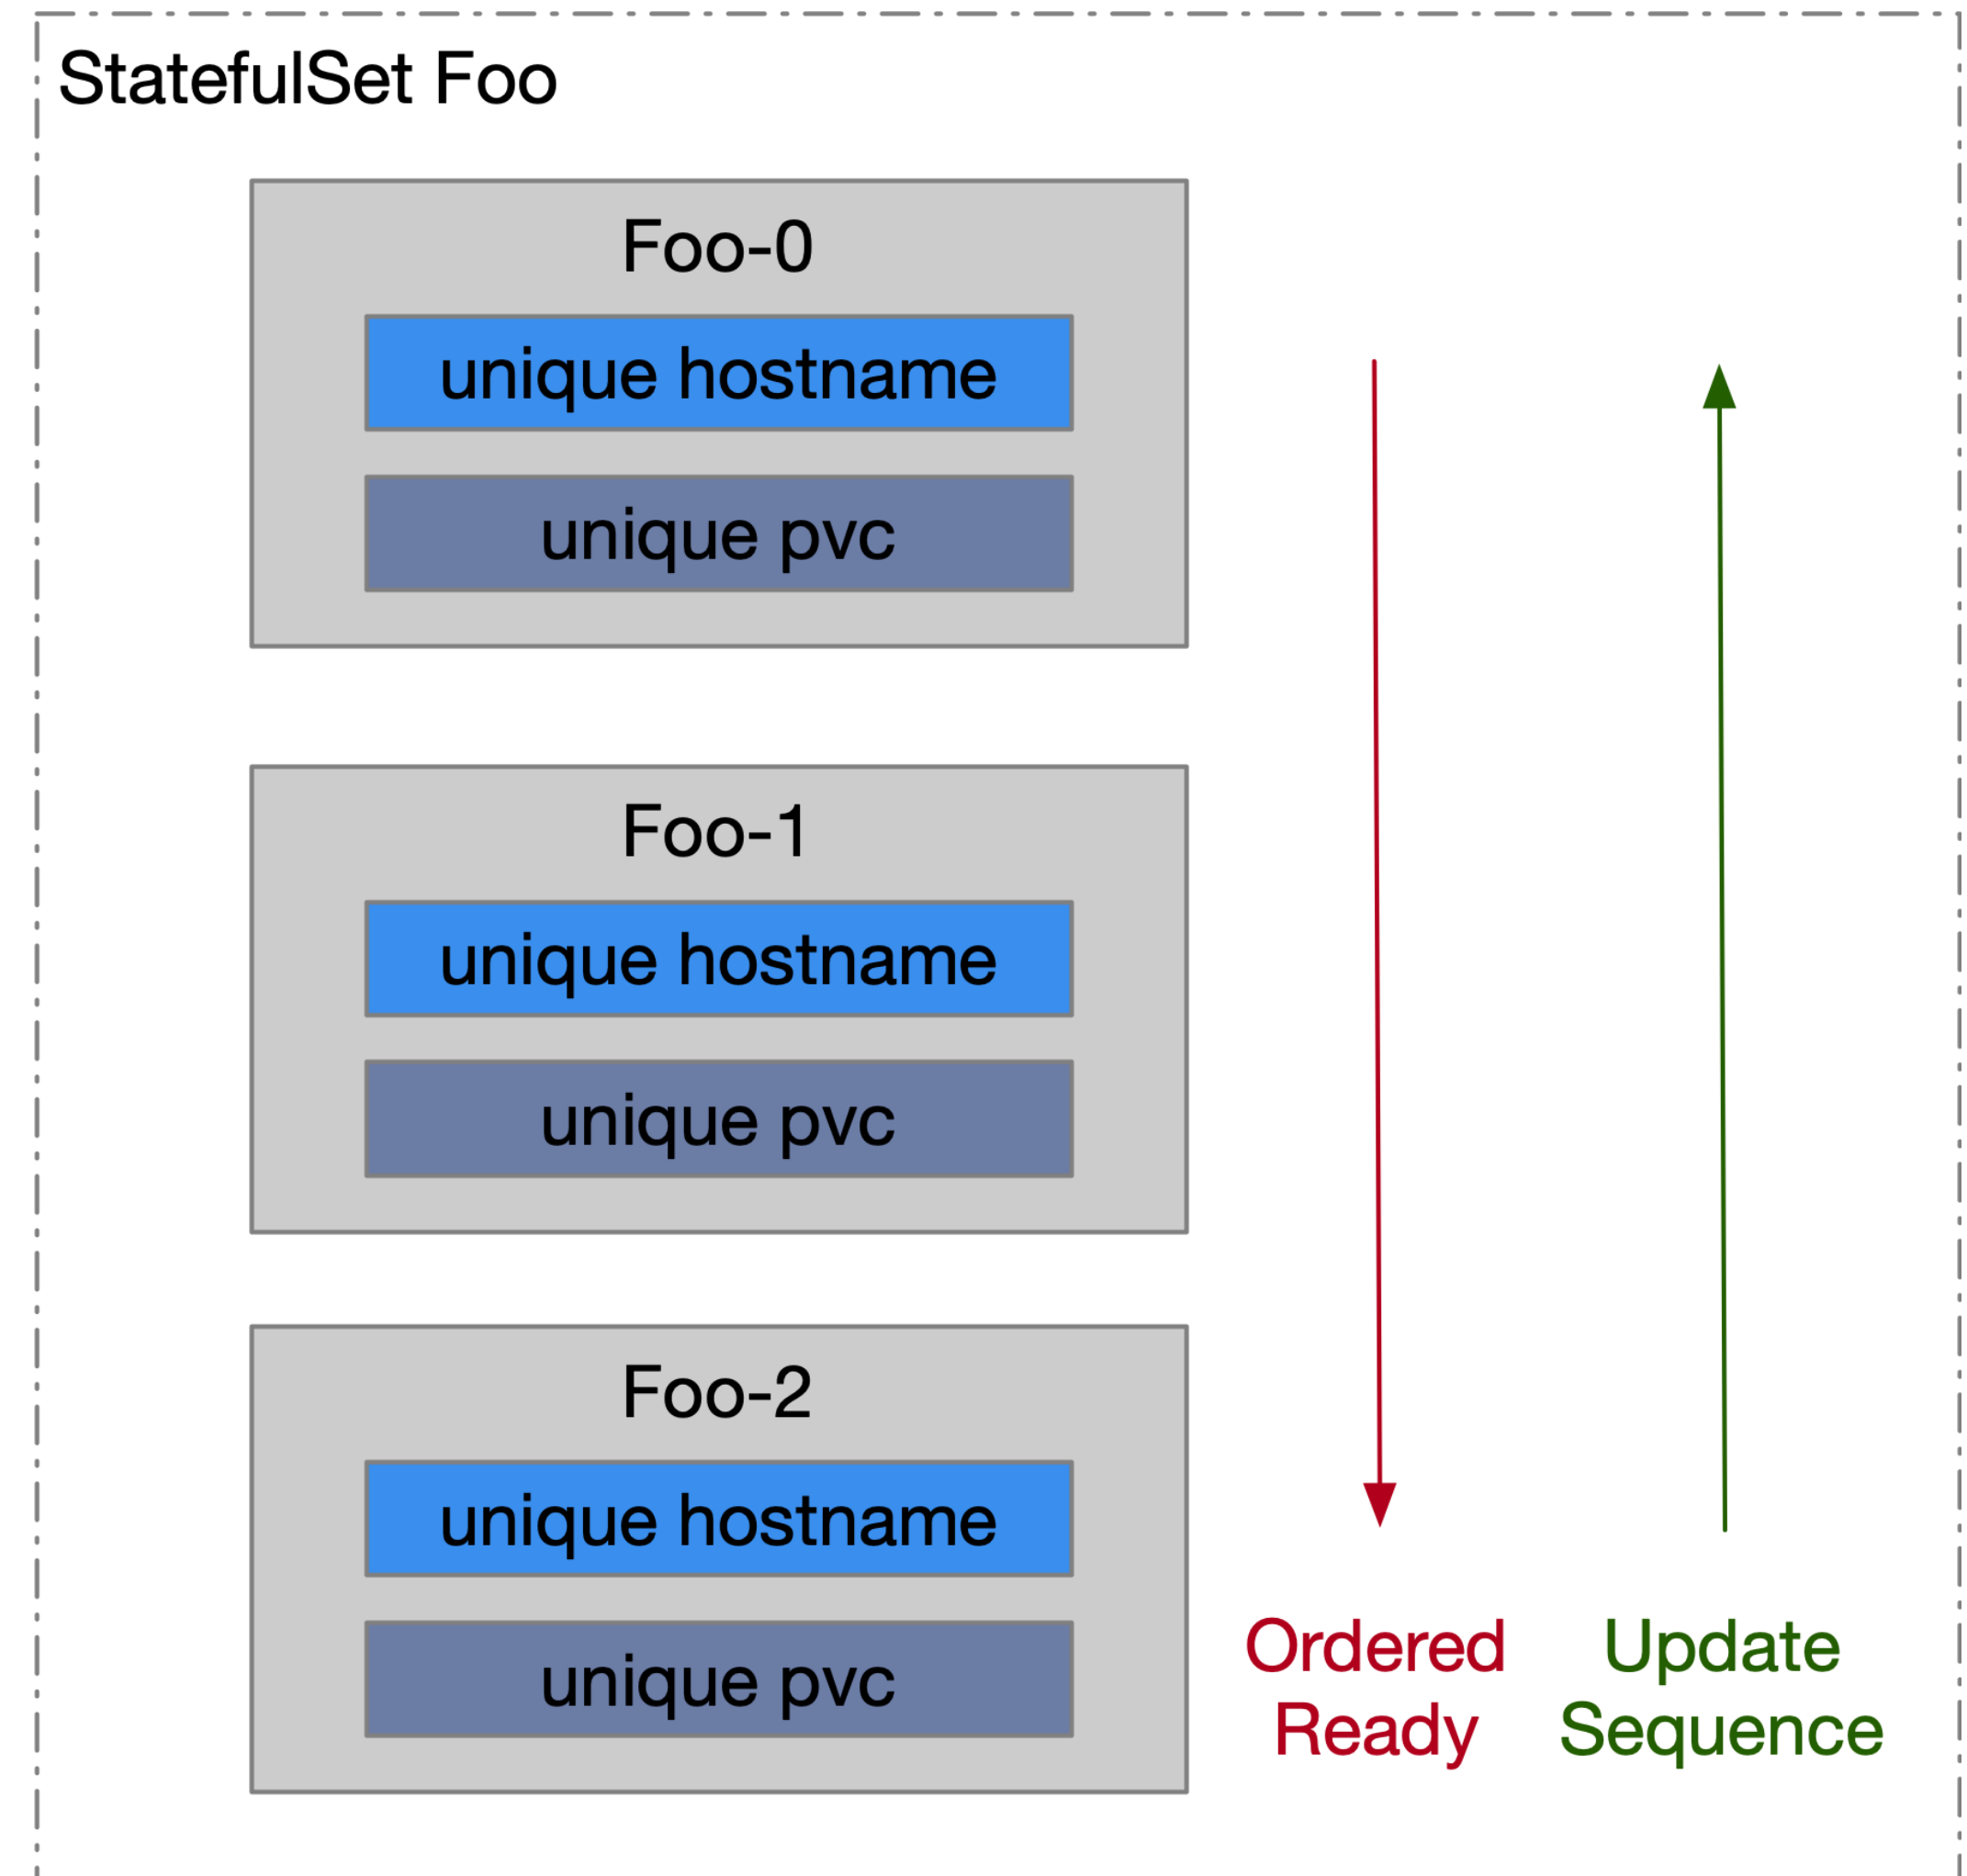 StatefulSet Foo
Foo-0
unique hostname
unique pvc
Foo-1
unique hostname
unique pvc
Foo-2
unique hostname
unique pvc
Ordered
Ready
Update
Sequence